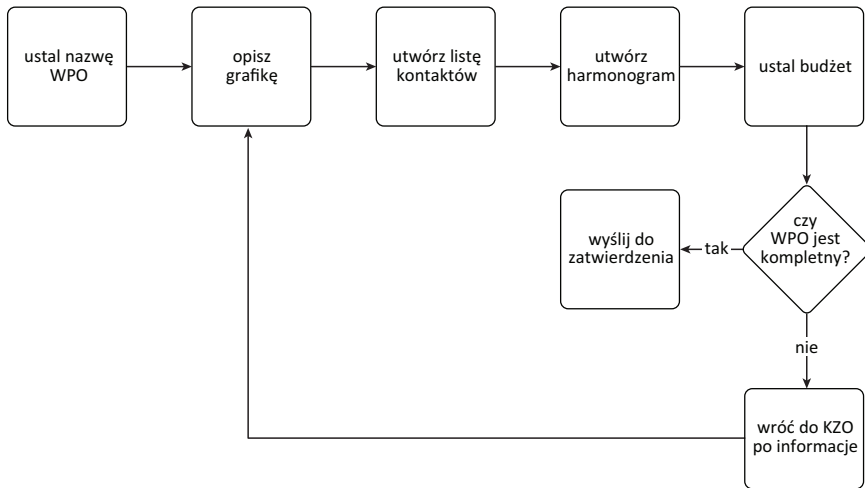 ustal nazwę
WPO
opisz
grafikę
utwórz listę
kontaktów
utwórz
harmonogram
ustal budżet
czy
WPO jest
kompletny?
tak
wyślij do
zatwierdzenia
nie
wróć do KZO
po informacje